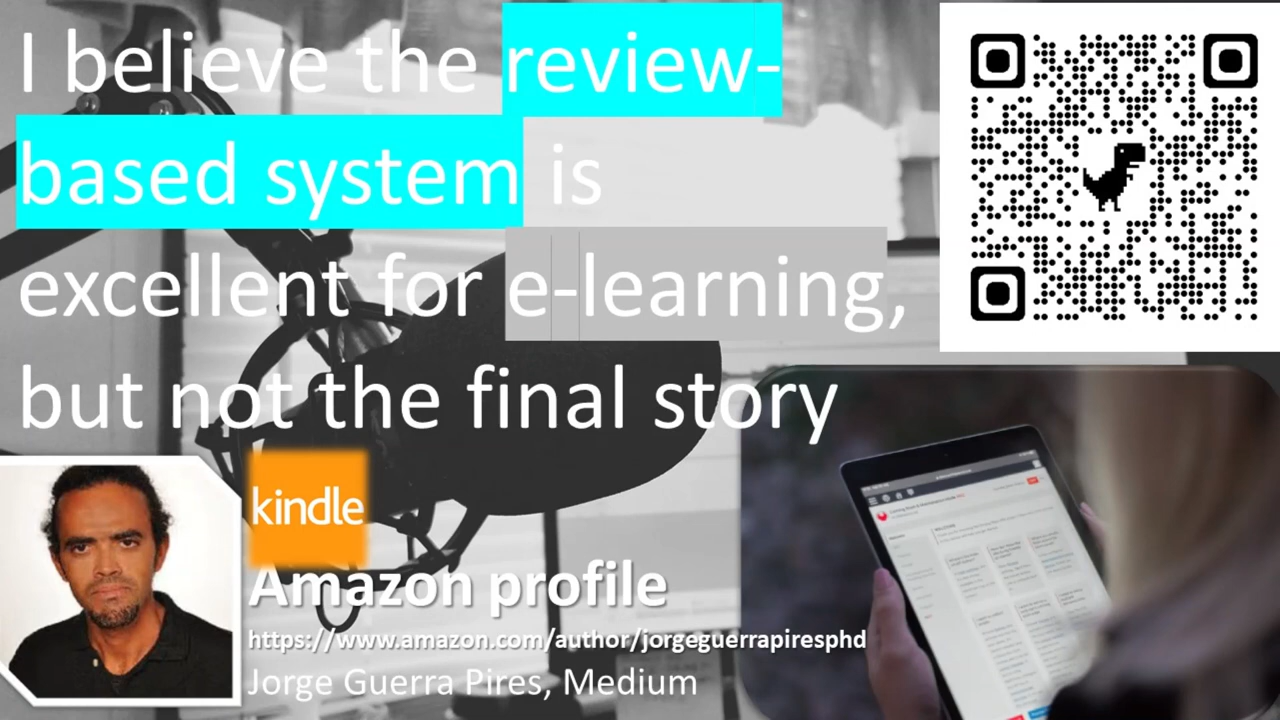 I believe the review-
based system is
excellent for e-learning,
but not the final story
kindle
Amazon profile
https://www.amazon.com/author/jorgeguerrapiresphd
Jorge Guerra Pires, Medium